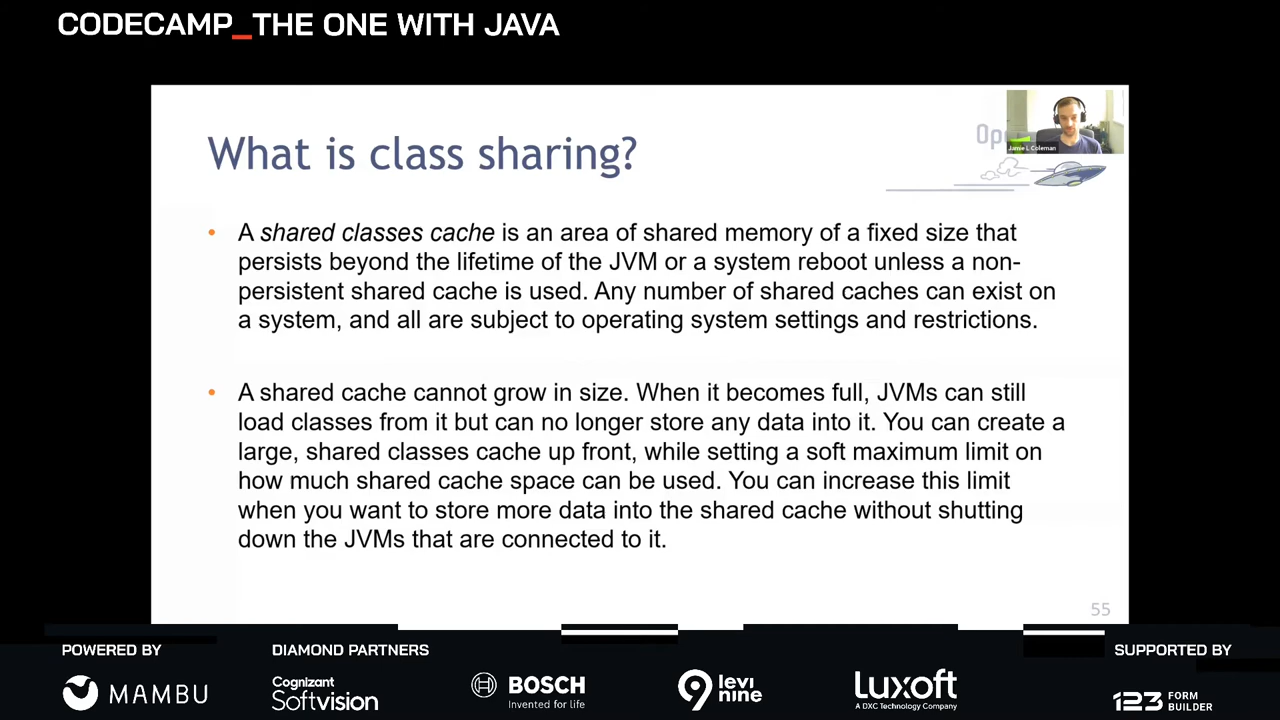 CODECAMP_THE ONE WITH JAVA
What is class sharing?
Jamie L Coleman
• A shared classes cache is an area of shared memory of a fixed size that
persists beyond the lifetime of the JVM or a system reboot unless a non-
persistent shared cache is used. Any number of shared caches can exist on
a system, and all are subject to operating system settings and restrictions.
• A shared cache cannot grow in size. When it becomes full, JVMs can still
load classes from it but can no longer store any data into it. You can create a
large, shared classes cache up front, while setting a soft maximum limit on
how much shared cache space can be used. You can increase this limit
when you want to store more data into the shared cache without shutting
down the JVMs that are connected to it.
55
POWERED BY
MAMBU
DIAMOND PARTNERS
Cognizant
Softvision
BOSCH
Invented for life
9 levi
nine
Luxoft
A DXC Technology Company
SUPPORTED BY
123 FORM
BUILDER